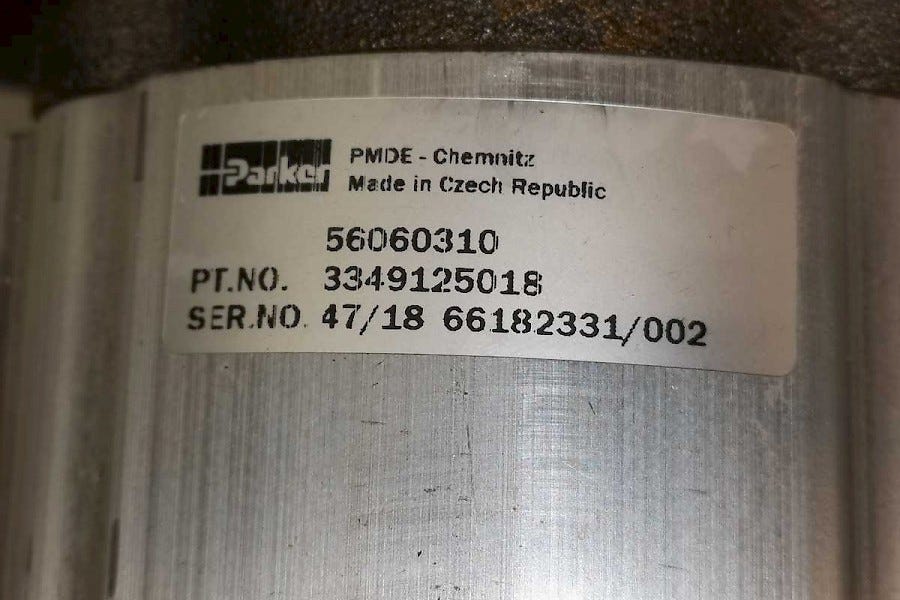 Parker
PMDE - Chemnitz
Made in Czech Republic
56060310
PT.NO. 3349125018
SER.NO. 47/18 66182331/002